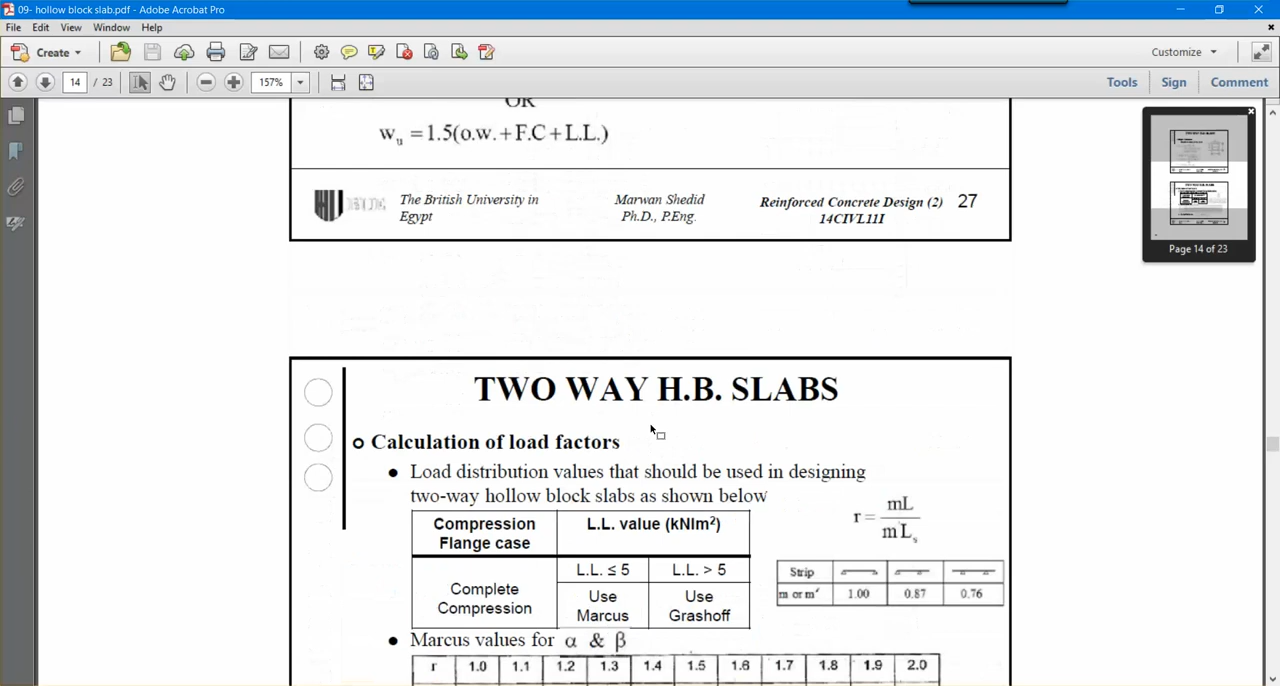 09- hollow block slab.pdf - Adobe Acrobat Pro
File Edit View Window Help
Create
Customize
14 / 23
157%
Tools Sign Comment
OR
wu = 1.5(o.w. + F.C + L.L.)
The British University in
Egypt
Marwan Shedid
Ph.D., P.Eng.
Reinforced Concrete Design (2)
14CIVL11I
27
Page 14 of 23
TWO WAY H.B. SLABS
Calculation of load factors
Load distribution values that should be used in designing
two-way hollow block slabs as shown below
r = mL / m'Ls
Compression
Flange case
L.L. value (kNlm²)
Complete
Compression
L.L. ≤ 5
L.L. > 5
Use
Marcus
Use
Grashoff
Strip
m or m' 1.00 0.87 0.76
Marcus values for α & β
r 1.0 1.1 1.2 1.3 1.4 1.5 1.6 1.7 1.8 1.9 2.0